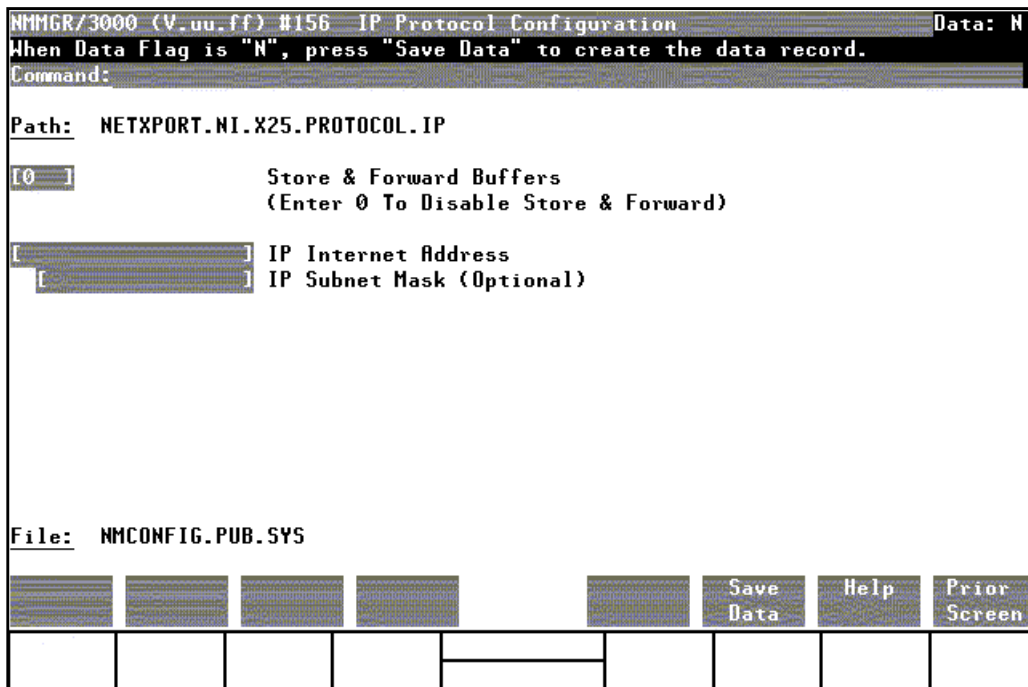 NMMGR/3000 (V.uu.ff) #156 IP Protocol Configuration Data: N
When Data Flag is "N", press "Save Data" to create the data record.
Command:
Path: NETXPORT.NI.X25.PROTOCOL.IP
[0 ] Store & Forward Buffers
(Enter 0 To Disable Store & Forward)
[ ] IP Internet Address
[ ] IP Subnet Mask (Optional)
File: NMCONFIG.PUB.SYS
Save Help Prior
Data Screen